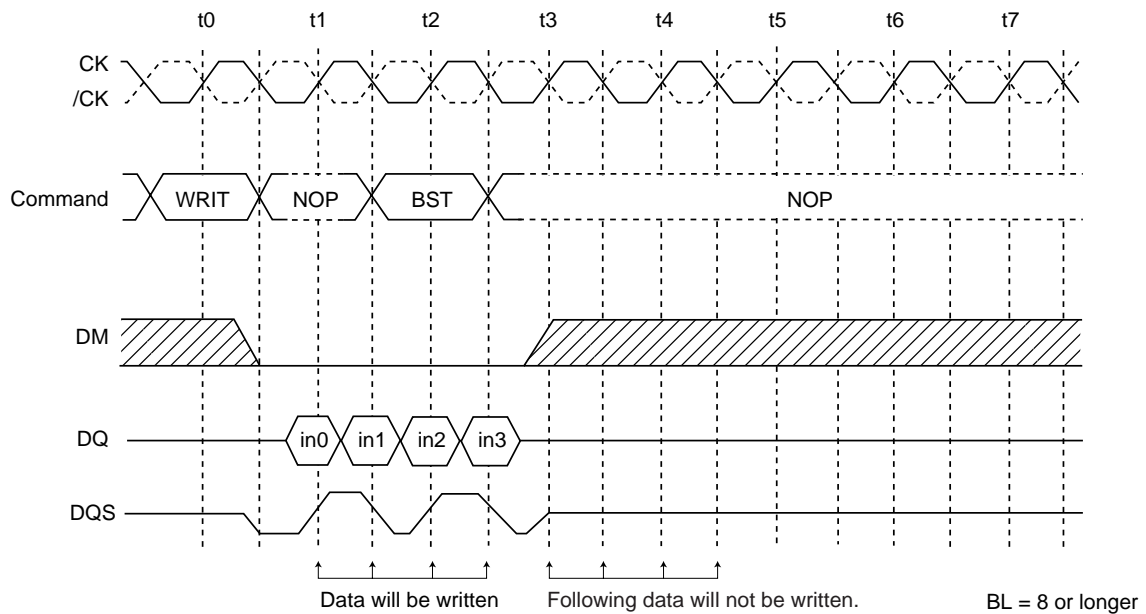 t0 t1 t2 t3 t4 t5 t6 t7
CK
/CK
Command WRIT NOP BST NOP
DM
DQ in0 in1 in2 in3
DQS
Data will be written Following data will not be written. BL = 8 or longer